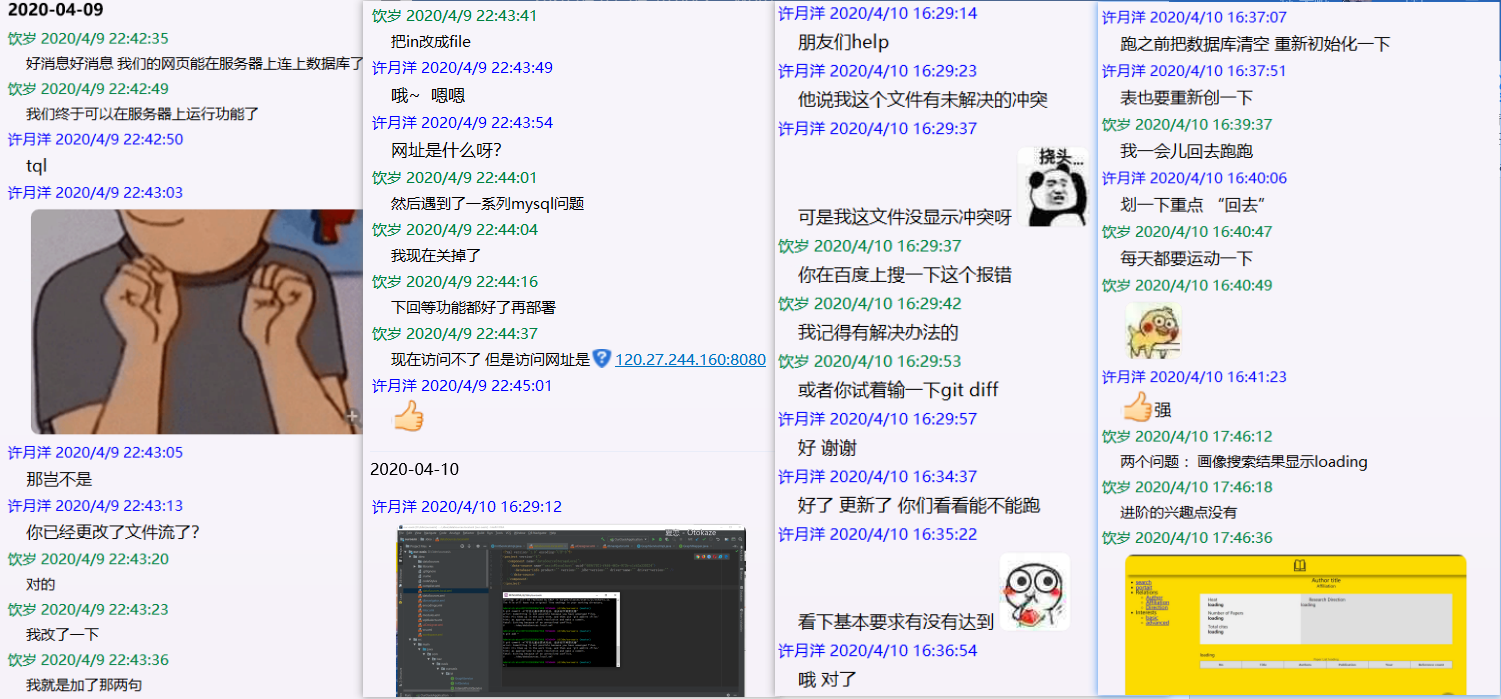 2020-04-09
饮岁 2020/4/9 22:42:35
好消息好消息 我们的网页能在服务器上连上数据库了
饮岁 2020/4/9 22:42:49
我们终于可以在服务器上运行功能了
许月洋 2020/4/9 22:42:50
tql
许月洋 2020/4/9 22:43:03
许月洋 2020/4/9 22:43:05
那岂不是
许月洋 2020/4/9 22:43:13
你已经更改了文件流了?
饮岁 2020/4/9 22:43:20
对的
饮岁 2020/4/9 22:43:23
我改了一下
饮岁 2020/4/9 22:43:36
我就是加了那两句
饮岁 2020/4/9 22:43:41
把in改成file
许月洋 2020/4/9 22:43:49
哦~ 嗯嗯
许月洋 2020/4/9 22:43:54
网址是什么呀?
饮岁 2020/4/9 22:44:01
然后遇到了一系列mysql问题
饮岁 2020/4/9 22:44:04
我现在关掉了
饮岁 2020/4/9 22:44:16
下回等功能都好了再部署
饮岁 2020/4/9 22:44:37
现在访问不了 但是访问网址是 120.27.244.160:8080
许月洋 2020/4/9 22:45:01
2020-04-10
许月洋 2020/4/10 16:29:12
许月洋 2020/4/10 16:29:14
朋友们help
许月洋 2020/4/10 16:29:23
他说我这个文件有未解决的冲突
许月洋 2020/4/10 16:29:37
挠头...
可是我这文件没显示冲突呀
饮岁 2020/4/10 16:29:37
你在百度上搜一下这个报错
饮岁 2020/4/10 16:29:42
我记得有解决办法的
饮岁 2020/4/10 16:29:53
或者你试着输一下git diff
许月洋 2020/4/10 16:29:57
好 谢谢
许月洋 2020/4/10 16:34:37
好了 更新了 你们看看能不能跑
许月洋 2020/4/10 16:35:22
看下基本要求有没有达到
许月洋 2020/4/10 16:36:54
哦 对了
许月洋 2020/4/10 16:37:07
跑之前把数据库清空 重新初始化一下
许月洋 2020/4/10 16:37:51
表也要重新创一下
饮岁 2020/4/10 16:39:37
我一会儿回去跑跑
许月洋 2020/4/10 16:40:06
划一下重点 “回去”
饮岁 2020/4/10 16:40:47
每天都要运动一下
饮岁 2020/4/10 16:40:49
许月洋 2020/4/10 16:41:23
强
饮岁 2020/4/10 17:46:12
两个问题 : 画像搜索结果显示loading
饮岁 2020/4/10 17:46:18
进阶的兴趣点没有
饮岁 2020/4/10 17:46:36
Author title
Affiliation
search
Relations
Author
Affiliation
Direction
Interests
basic
advanced
loading
Number of Papers
loading
Total cites
loading
Research Direction
loading
loading